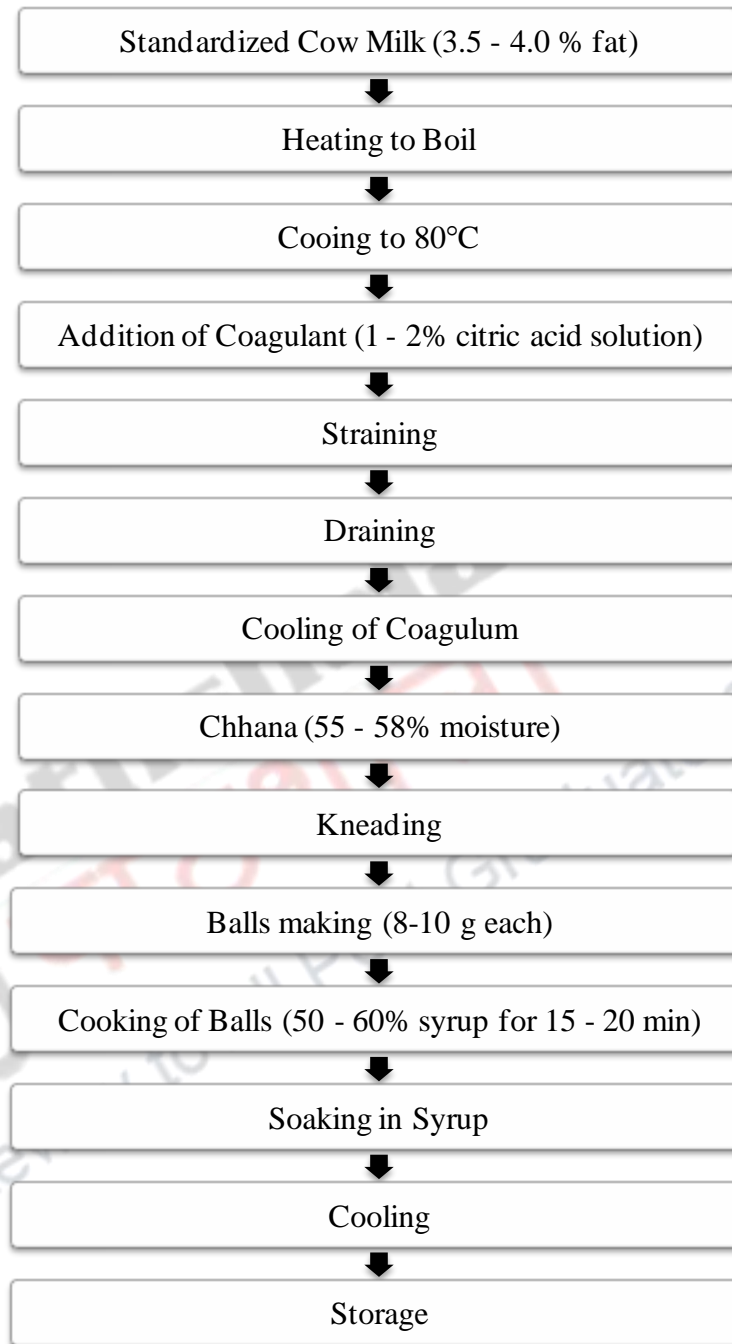 Standardized Cow Milk (3.5 - 4.0 % fat)
Heating to Boil
Cooing to 80°C
Addition of Coagulant (1 - 2% citric acid solution)
Straining
Draining
Cooling of Coagulum
Chhana (55 - 58% moisture)
Kneading
Balls making (8-10 g each)
Cooking of Balls (50 - 60% syrup for 15 - 20 min)
Soaking in Syrup
Cooling
Storage